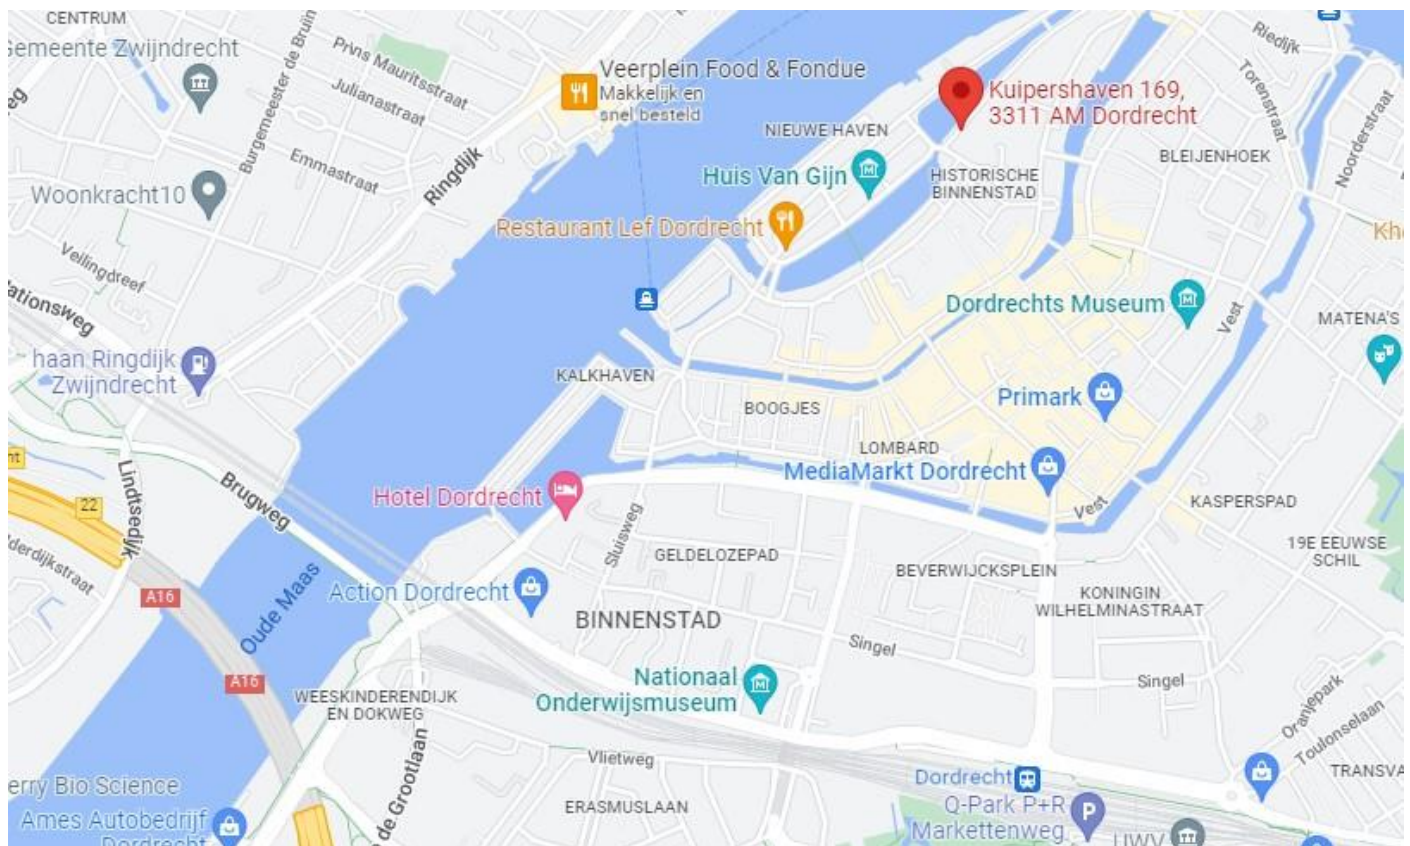 CENTRUM
Gemeente Zwijndrecht
Burgemeester de Bruïn
Prins Mauritsstraat
Julianastraat
Emmastraat
Ringdijk
Woonkracht10
Veilingdreef
Veerplein Food & Fondue
Makkelijk en
snel besteld
NIEUWE HAVEN
Huis Van Gijn
Restaurant Lef Dordrecht
Kuipershaven 169,
3311 AM Dordrecht
HISTORISCHE
BINNENSTAD
Riedijk
Torenstraat
Noorderstraat
BLEIJENHOEK
Dordrechts Museum
Vest
MATENA'S
haan Ringdijk
Zwijndrecht
KALKHAVEN
BOOGJES
Primark
LOMBARD
MediaMarkt Dordrecht
Vest
KASPERSPAD
19E EEUWSE
SCHIL
Lindtsedijk
Brugweg
22
Hotel Dordrecht
Sluisweg
GELDELOZEPAD
BEVERWIJCKSPLEIN
KONINGIN
WILHELMINASTRAAT
A16
Oude Maas
Action Dordrecht
BINNENSTAD
Singel
Singel
A16
WEESKINDERENDIJK
EN DOKWEG
Nationaal
Onderwijsmuseum
Oranjepark
Toulonselaan
Vlietweg
de Grootlaan
ERASMUSLAAN
Dordrecht
Q-Park P+R
Markettenweg
P
UWV
TRANSVA
erry Bio Science
Ames Autobedrijf
Dordrecht